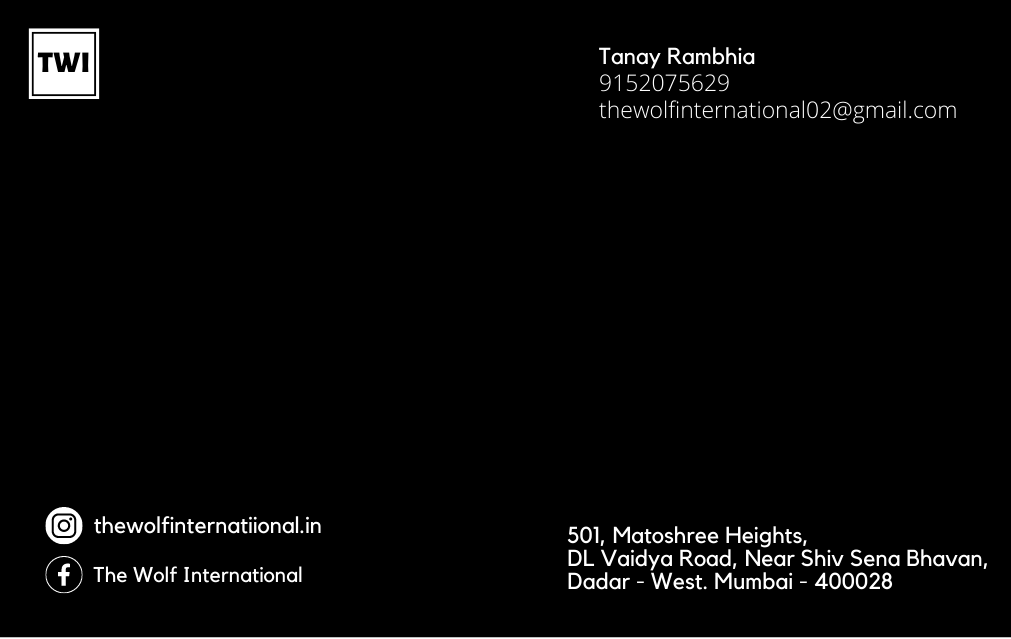 TWI
Tanay Rambhia
9152075629
thewolfinternational02@gmail.com
thewolfinternatiional.in
The Wolf International
501, Matoshree Heights,
DL Vaidya Road, Near Shiv Sena Bhavan,
Dadar - West. Mumbai - 400028